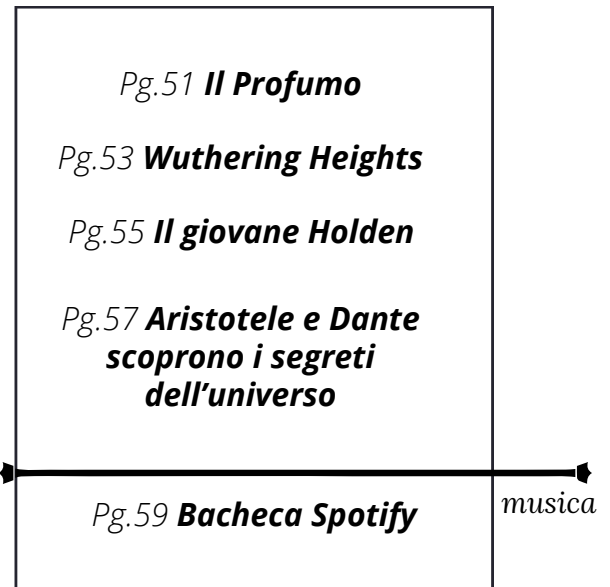 Pg.51 Il Profumo
Pg.53 Wuthering Heights
Pg.55 Il giovane Holden
Pg.57 Aristotele e Dante
scoprono i segreti
dell’universo
Pg.59 Bacheca Spotify
musica